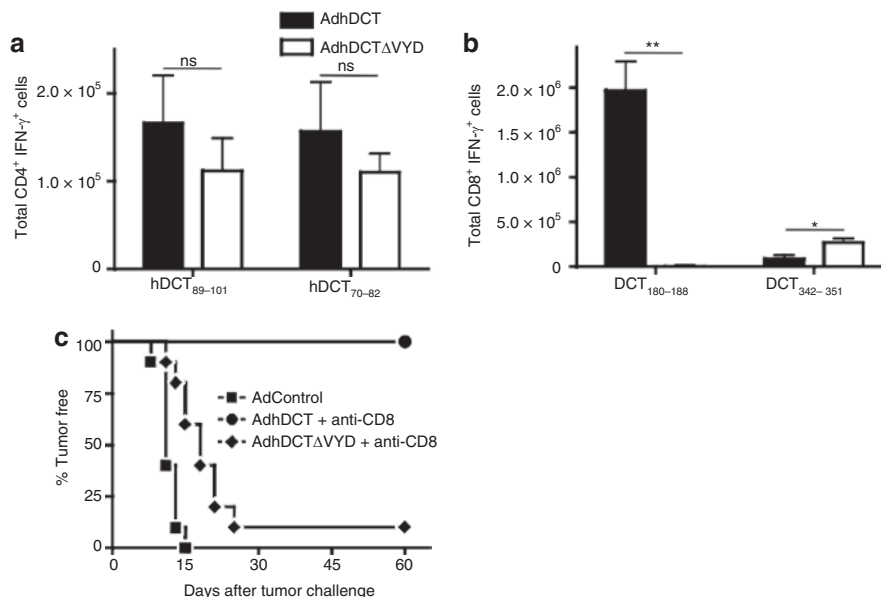 AdhDCT
AdhDCTΔVYD
a
Total CD4⁺ IFN-γ⁺ cells
2.0 × 10⁵
1.0 × 10⁵
0
ns
ns
hDCT₈₉₋₁₀₁
hDCT₇₀₋₈₂
b
Total CD8⁺ IFN-γ⁺ cells
2.0 × 10⁶
1.5 × 10⁶
1.0 × 10⁶
5.0 × 10⁵
0
**
*
DCT₁₈₀₋₁₈₈
DCT₃₄₂₋₃₅₁
c
% Tumor free
100
75
50
25
0
AdControl
AdhDCT + anti-CD8
AdhDCTΔVYD + anti-CD8
0 15 30 45 60
Days after tumor challenge